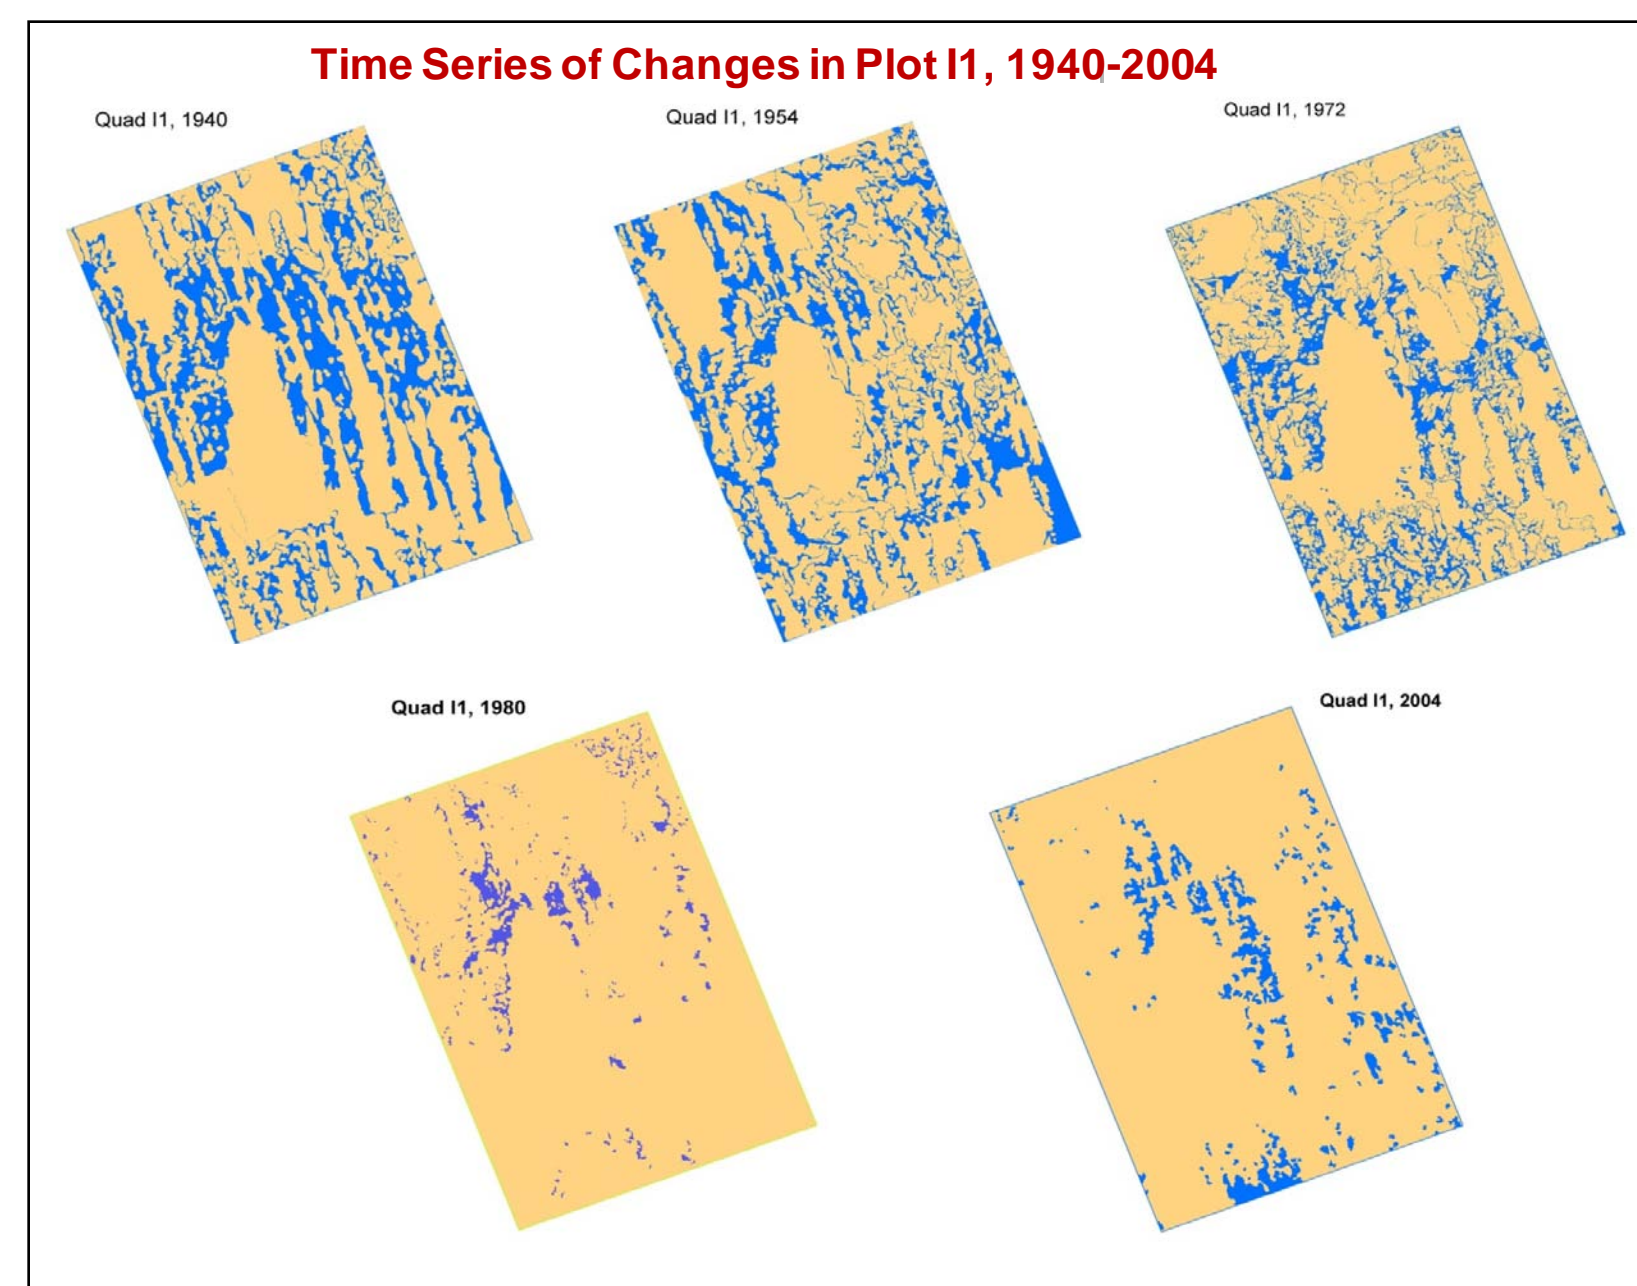 Time Series of Changes in Plot I1, 1940-2004
Quad I1, 1940
Quad I1, 1954
Quad I1, 1972
Quad I1, 1980
Quad I1, 2004